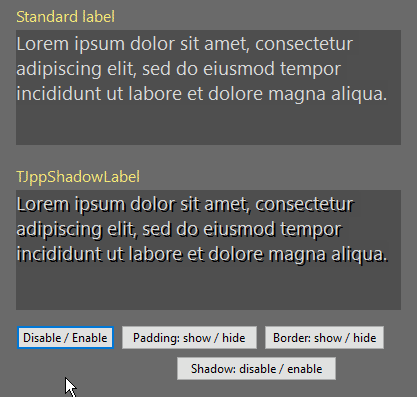 Standard label
Lorem ipsum dolor sit amet, consectetur
adipiscing elit, sed do eiusmod tempor
incididunt ut labore et dolore magna aliqua.
TJppShadowLabel
Lorem ipsum dolor sit amet, consectetur
adipiscing elit, sed do eiusmod tempor
incididunt ut labore et dolore magna aliqua.
Disable / Enable Padding: show / hide Border: show / hide
Shadow: disable / enable